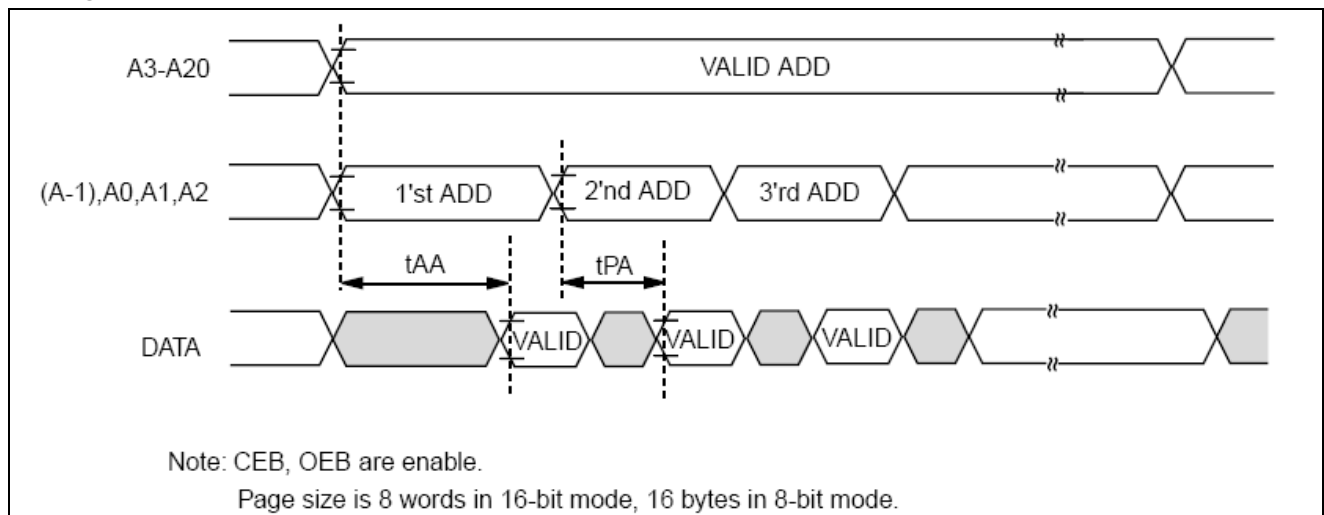 A3-A20
VALID ADD
(A-1),A0,A1,A2
1'st ADD
2'nd ADD
3'rd ADD
tAA
tPA
DATA
VALID
VALID
VALID
Note: CEB, OEB are enable.
Page size is 8 words in 16-bit mode, 16 bytes in 8-bit mode.